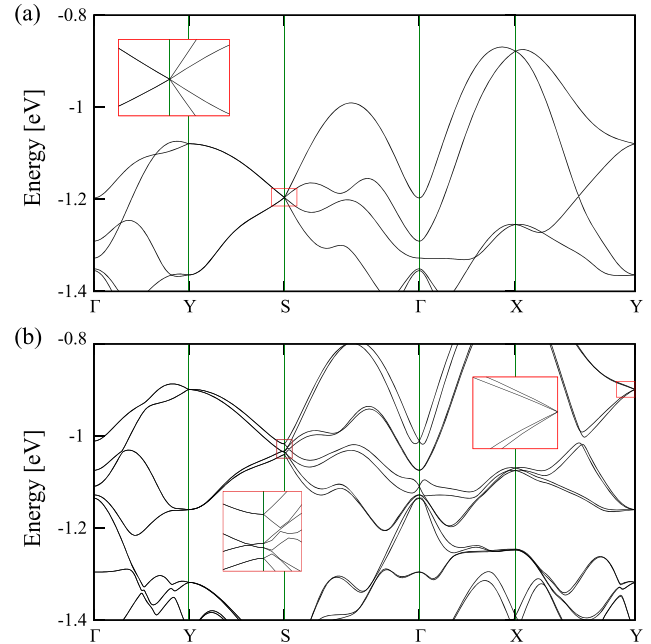 (a)
-0.8
-1
-1.2
-1.4
Energy [eV]
Γ Y S Γ X Y
(b)
-0.8
-1
-1.2
-1.4
Energy [eV]
Γ Y S Γ X Y